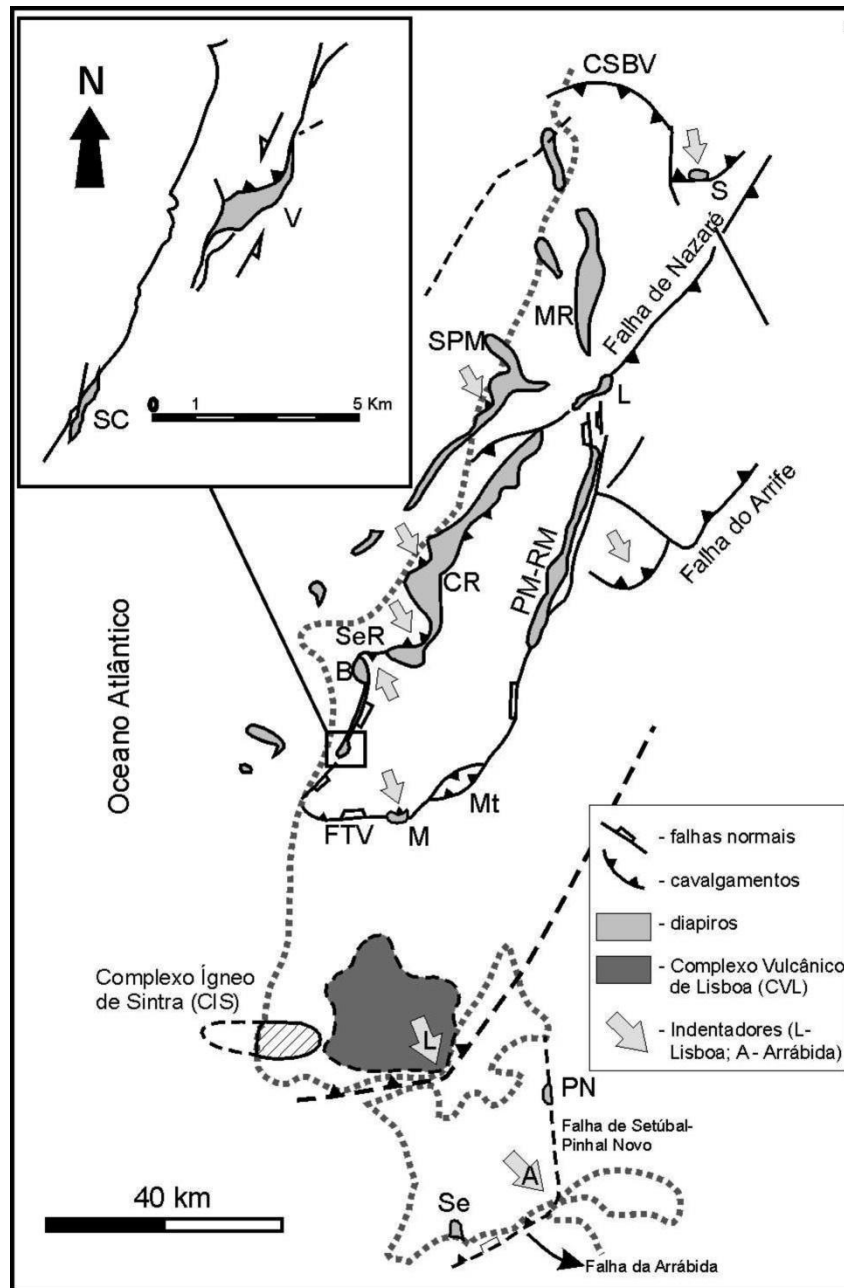 N
V
SC
0 1 5 Km
CSBV
S
Falha de Nazaré
MR
SPM
L
Falha do Arrife
CR
PM-RM
SeR
B
Oceano Atlântico
Mt
FTV
M
- falhas normais
- cavalgamentos
- diapiros
- Complexo Vulcânico
de Lisboa (CVL)
- Indentadores (L-
Lisboa; A - Arrábida)
Complexo Ígneo
de Sintra (CIS)
L
PN
Falha de Setúbal-
Pinhal Novo
A
40 km
Se
Falha da Arrábida